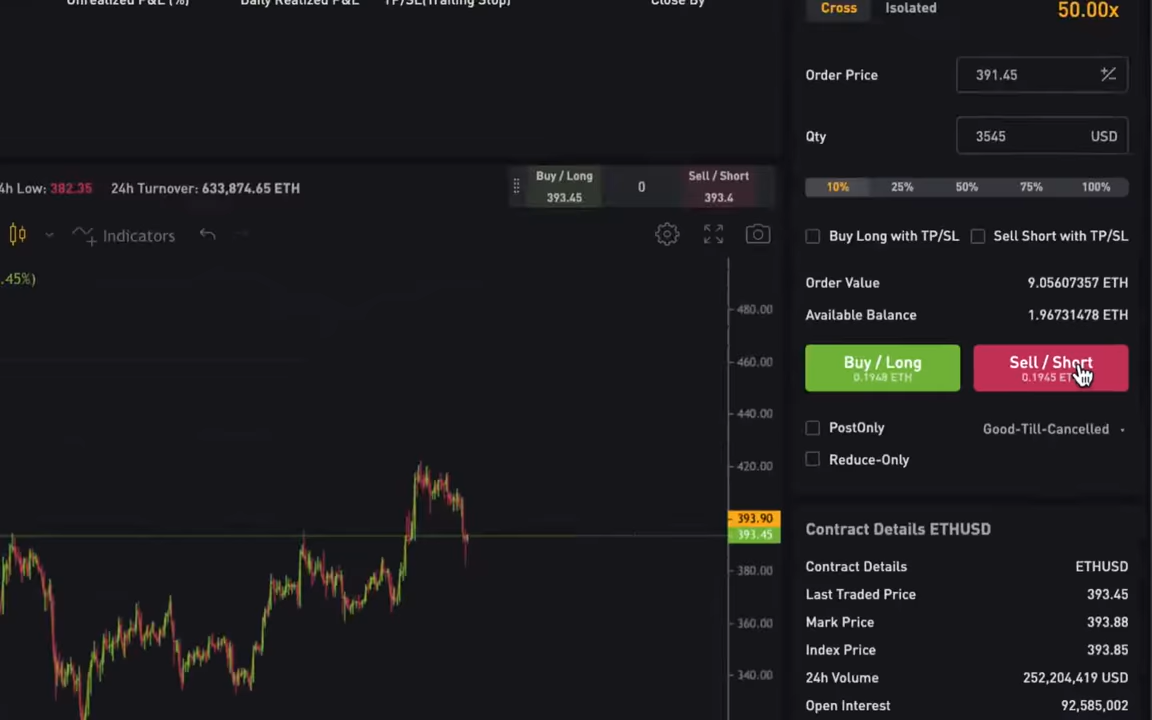 Unrealized P&L (%) Daily Realized P&L TP/SL(Trailing Stop) Close By
Cross Isolated 50.00x
Order Price 391.45
Qty 3545 USD
10% 25% 50% 75% 100%
4h Low: 382.35 24h Turnover: 633,874.65 ETH
Buy / Long 393.45 0 Sell / Short 393.4
Indicators
.45%)
Buy Long with TP/SL Sell Short with TP/SL
Order Value 9.05607357 ETH
Available Balance 1.96731478 ETH
Buy / Long Sell / Short
0.1948 ETH 0.1945
PostOnly Good-Till-Cancelled
Reduce-Only
480.00
460.00
440.00
420.00
393.90
393.45
380.00
360.00
340.00
Contract Details ETHUSD
Contract Details ETHUSD
Last Traded Price 393.45
Mark Price 393.88
Index Price 393.85
24h Volume 252,204,419 USD
Open Interest 92,585,002